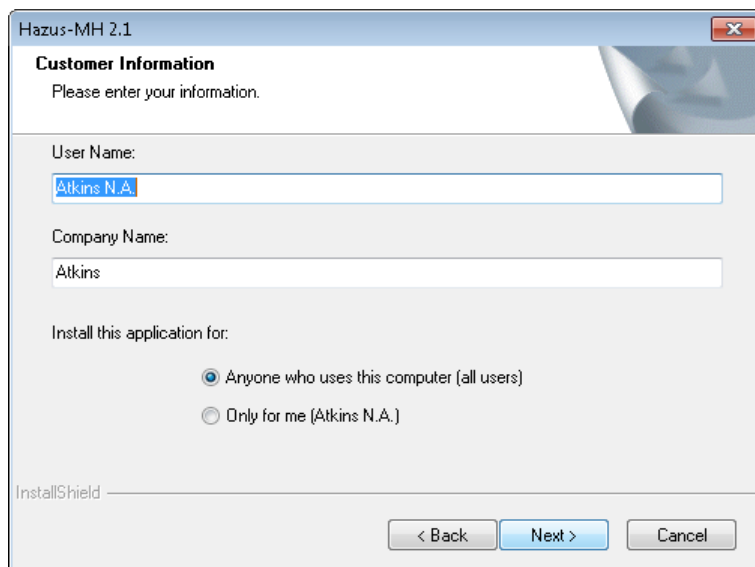 Hazus-MH 2.1
Customer Information
Please enter your information.
User Name:
Atkins N.A.
Company Name:
Atkins
Install this application for:
Anyone who uses this computer (all users)
Only for me (Atkins N.A.)
InstallShield
< Back Next > Cancel